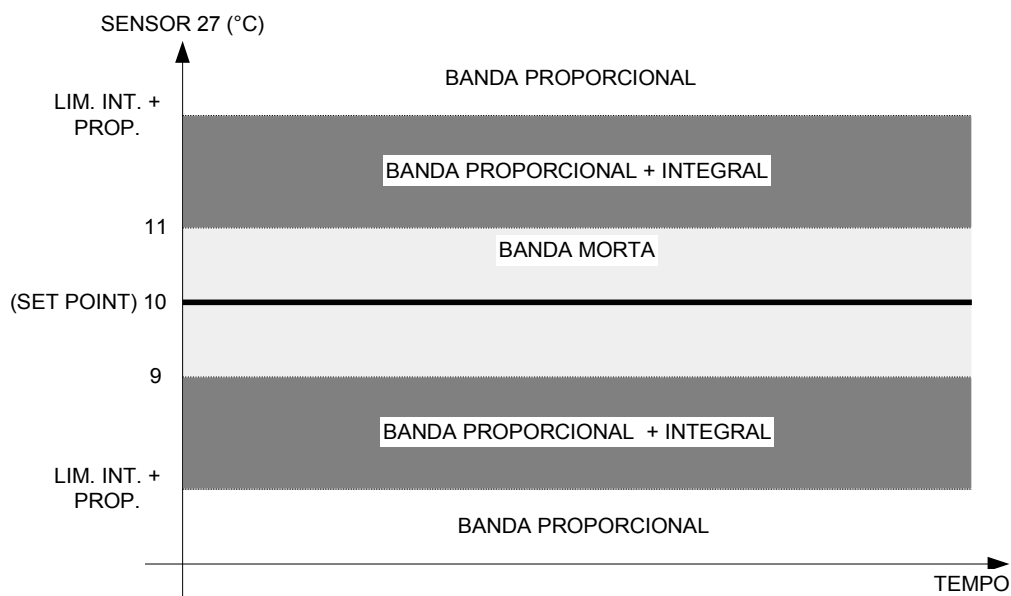 SENSOR 27 (°C)
BANDA PROPORCIONAL
LIM. INT. +
PROP.
BANDA PROPORCIONAL + INTEGRAL
11
BANDA MORTA
(SET POINT) 10
9
BANDA PROPORCIONAL + INTEGRAL
LIM. INT. +
PROP.
BANDA PROPORCIONAL
TEMPO